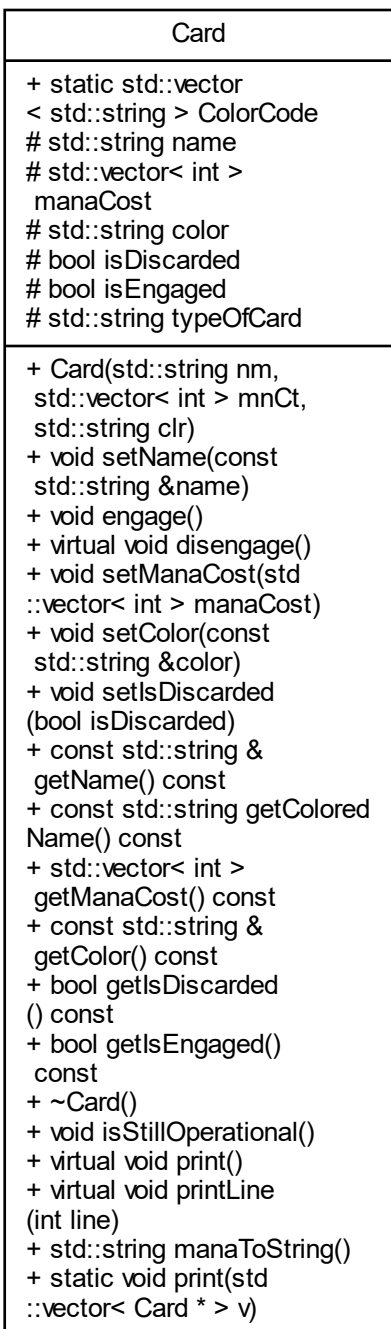 Card
+ static std::vector
< std::string > ColorCode
# std::string name
# std::vector< int >
manaCost
# std::string color
# bool isDiscarded
# bool isEngaged
# std::string typeOfCard
+ Card(std::string nm,
std::vector< int > mnCt,
std::string clr)
+ void setName(const
std::string &name)
+ void engage()
+ virtual void disengage()
+ void setManaCost(std
::vector< int > manaCost)
+ void setColor(const
std::string &color)
+ void setIsDiscarded
(bool isDiscarded)
+ const std::string &
getName() const
+ const std::string getColored
Name() const
+ std::vector< int >
getManaCost() const
+ const std::string &
getColor() const
+ bool getIsDiscarded
() const
+ bool getIsEngaged()
const
+ ~Card()
+ void isStillOperational()
+ virtual void print()
+ virtual void printLine
(int line)
+ std::string manaToString()
+ static void print(std
::vector< Card * > v)